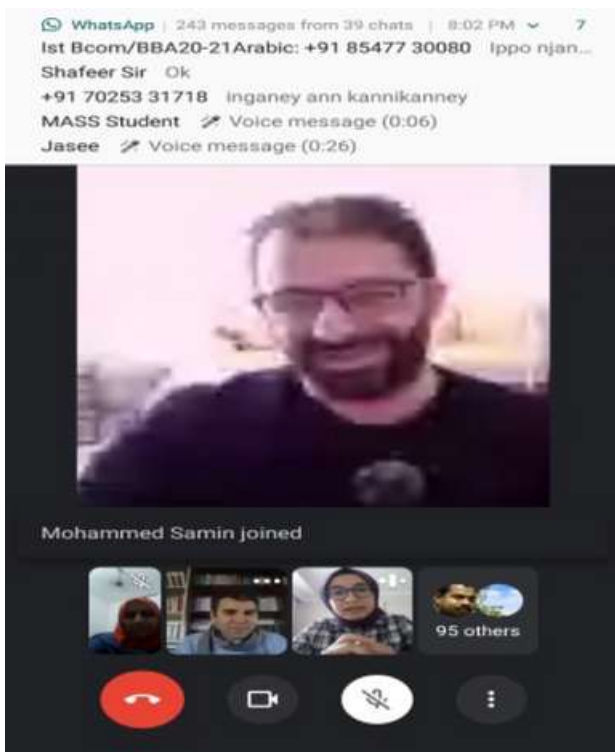 WhatsApp | 243 messages from 39 chats | 8:02 PM 7
Ist Bcom/BBA20-21Arabic: +91 85477 30080 Ippo njan...
Shafeer Sir Ok
+91 70253 31718 inganey ann kannikanney
MASS Student Voice message (0:06)
Jasee Voice message (0:26)
Mohammed Samin joined
95 others